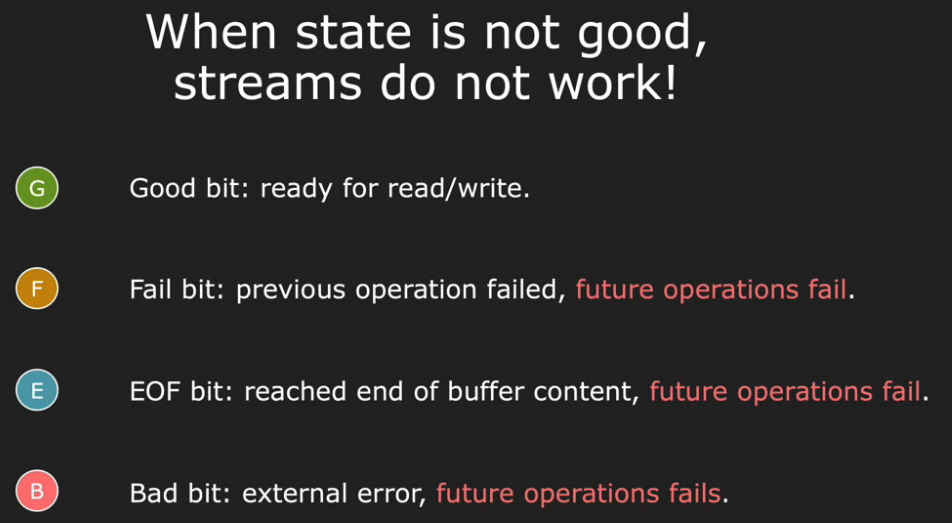 When state is not good,
streams do not work!
G Good bit: ready for read/write.
F Fail bit: previous operation failed, future operations fail.
E EOF bit: reached end of buffer content, future operations fail.
B Bad bit: external error, future operations fails.